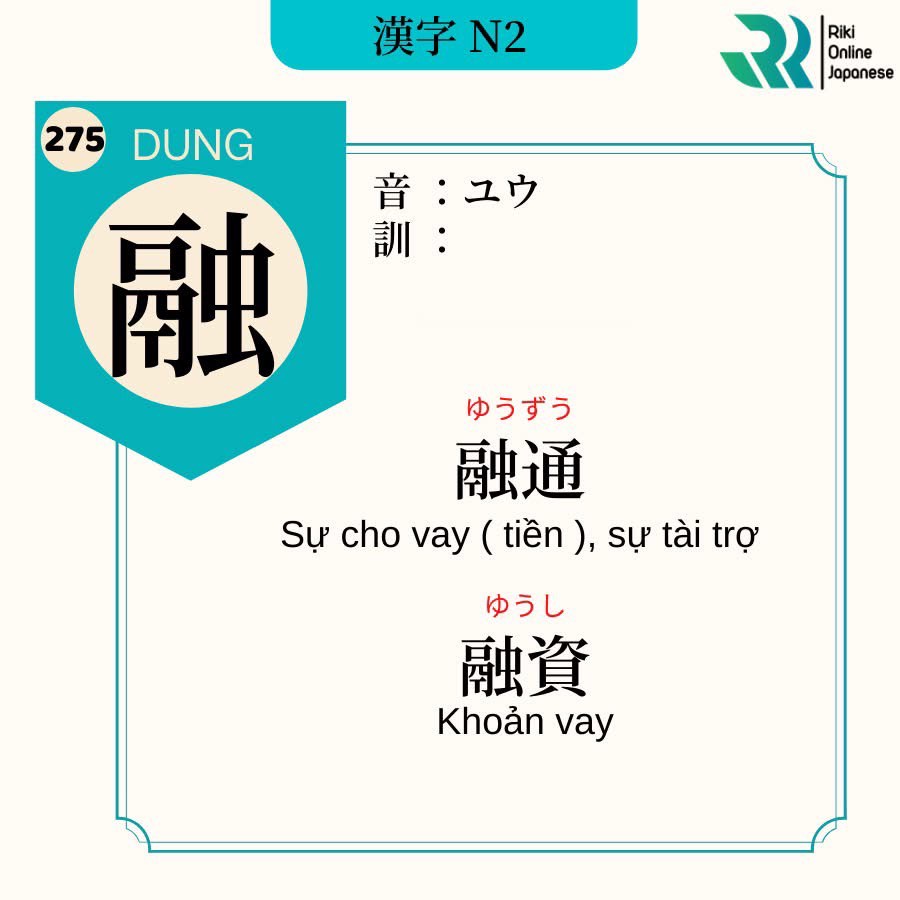 漢字 N2
Riki
Online
Japanese
275
DUNG
融
音 ：ユウ
訓 ：
ゆうずう
融通
Sự cho vay ( tiền ), sự tài trợ
ゆうし
融資
Khoản vay